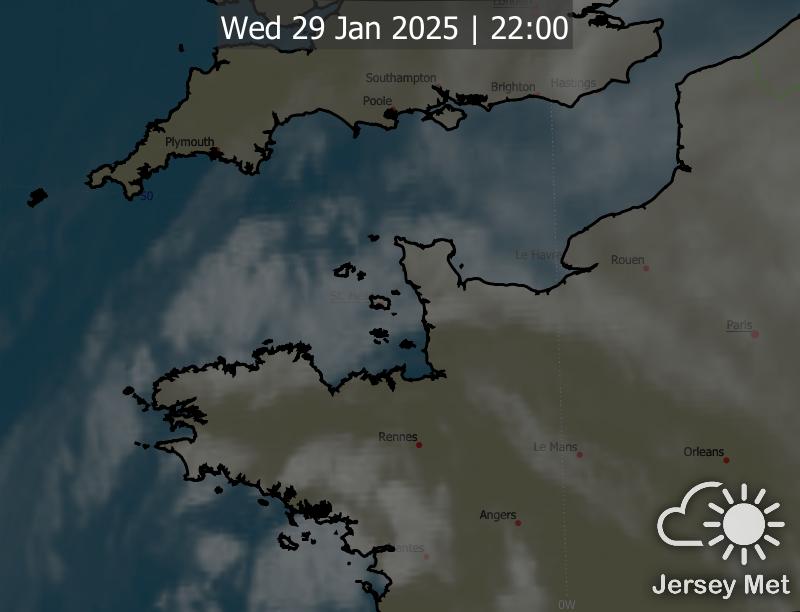 Wed 29 Jan 2025 | 22:00
Southampton
Brighton
Hastings
Poole
Plymouth
50
Le Havre
Rouen
Paris
Rennes
Le Mans
Orleans
Angers
Jersey Met
0W